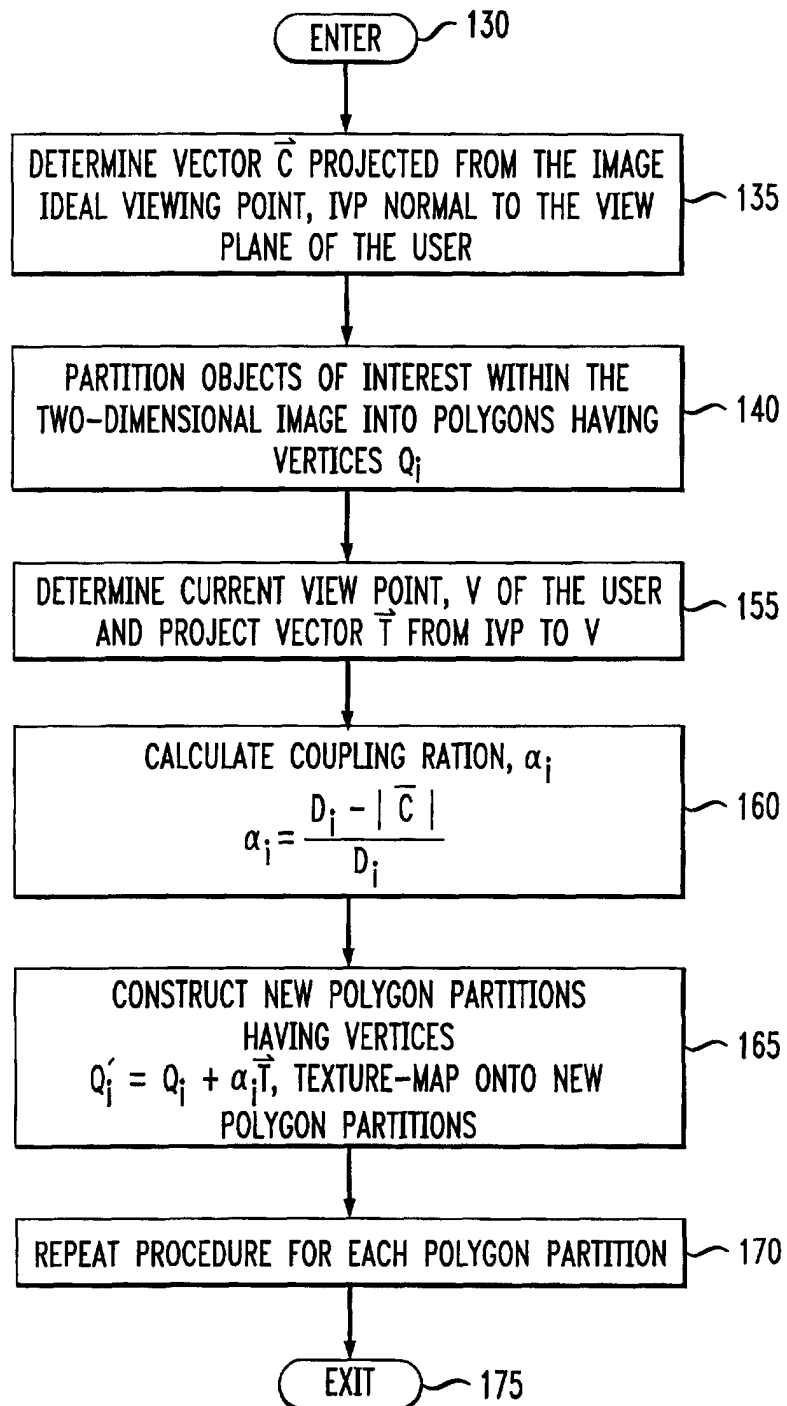 ENTER
130
DETERMINE VECTOR C⃗ PROJECTED FROM THE IMAGE
IDEAL VIEWING POINT, IVP NORMAL TO THE VIEW
PLANE OF THE USER
135
PARTITION OBJECTS OF INTEREST WITHIN THE
TWO-DIMENSIONAL IMAGE INTO POLYGONS HAVING
VERTICES Qi
140
DETERMINE CURRENT VIEW POINT, V OF THE USER
AND PROJECT VECTOR T⃗ FROM IVP TO V
155
CALCULATE COUPLING RATION, αi
αi = (Di - | C̅ |) / Di
160
CONSTRUCT NEW POLYGON PARTITIONS
HAVING VERTICES
Qi′ = Qi + αiT⃗, TEXTURE-MAP ONTO NEW
POLYGON PARTITIONS
165
REPEAT PROCEDURE FOR EACH POLYGON PARTITION
170
EXIT
175